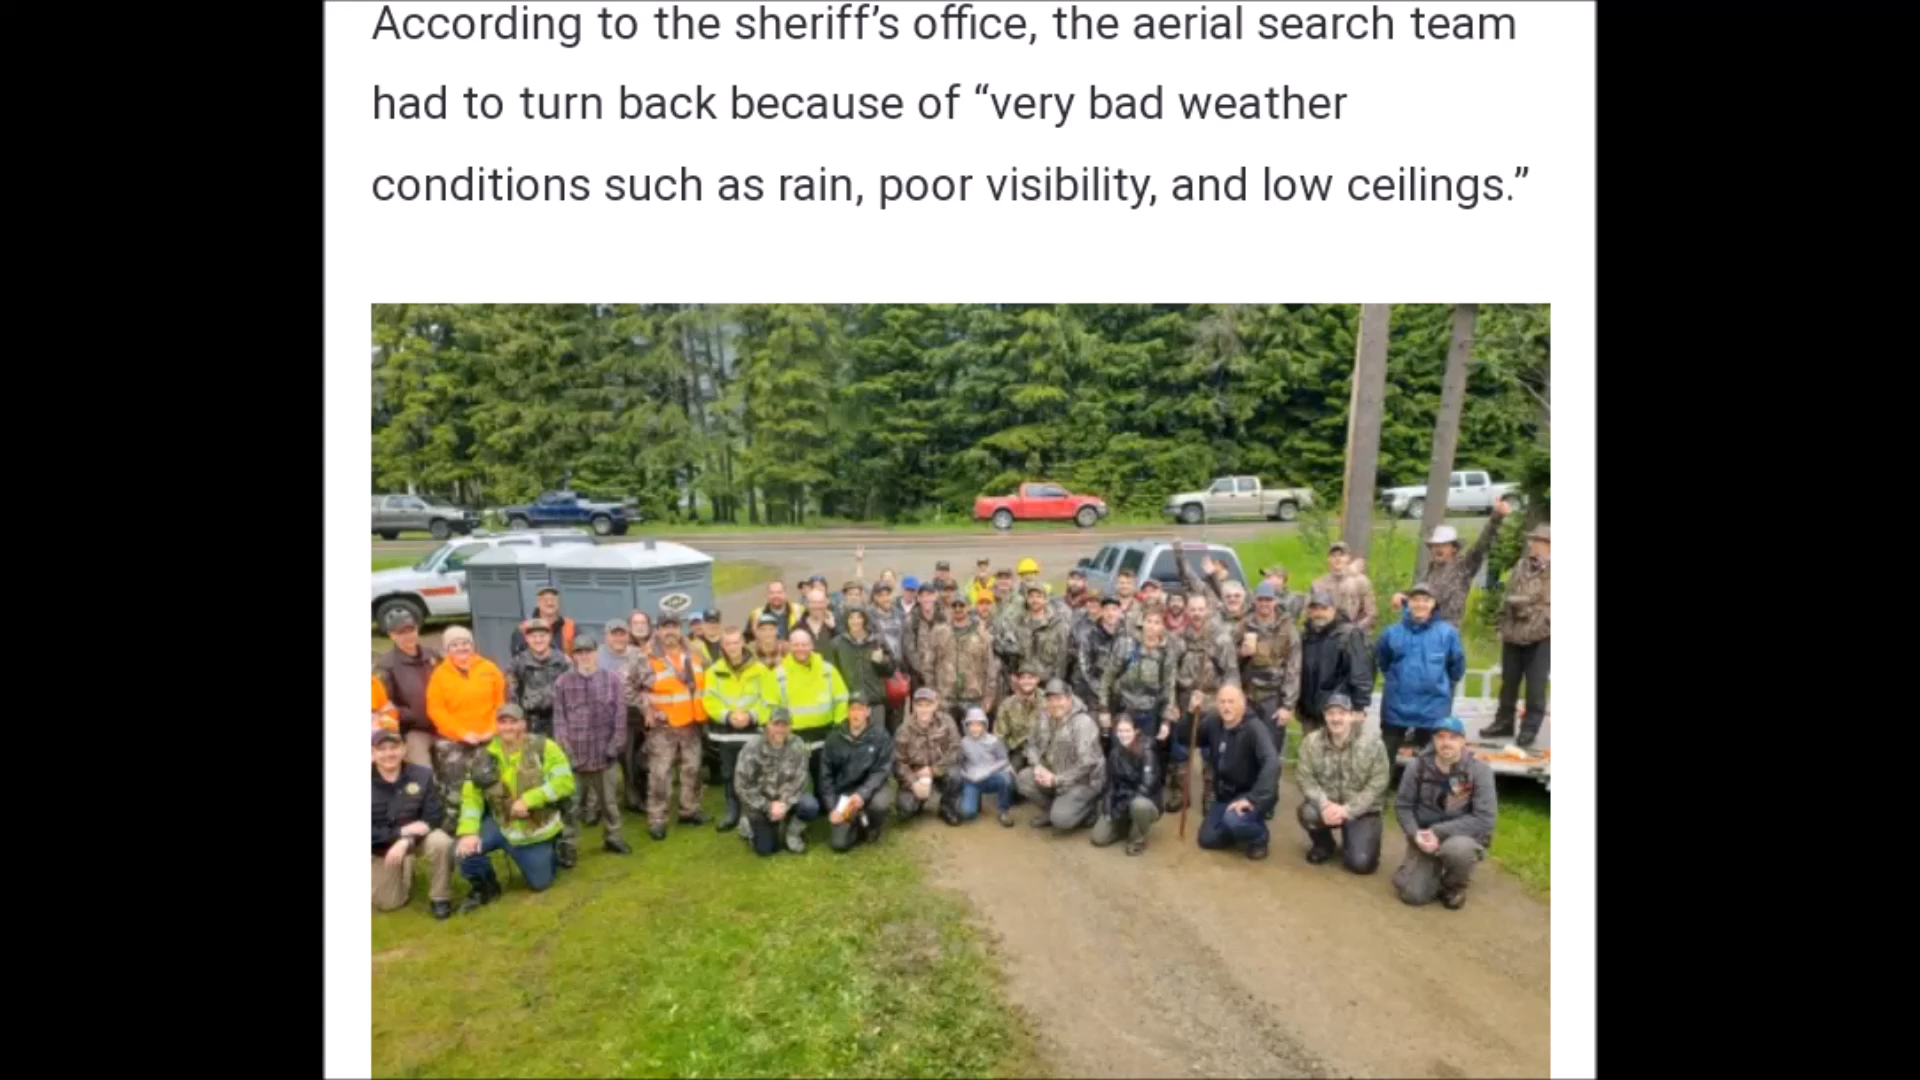 According to the sheriff’s office, the aerial search team
had to turn back because of “very bad weather
conditions such as rain, poor visibility, and low ceilings.”